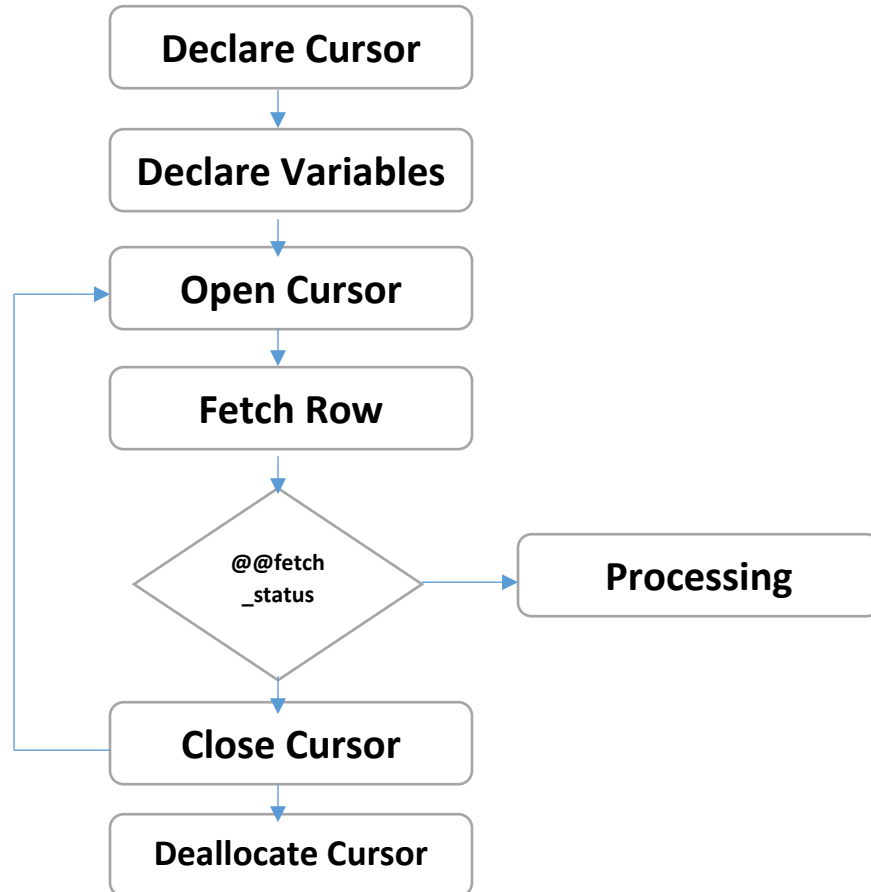 Declare Cursor
Declare Variables
Open Cursor
Fetch Row
@@fetch
_status
Processing
Close Cursor
Deallocate Cursor